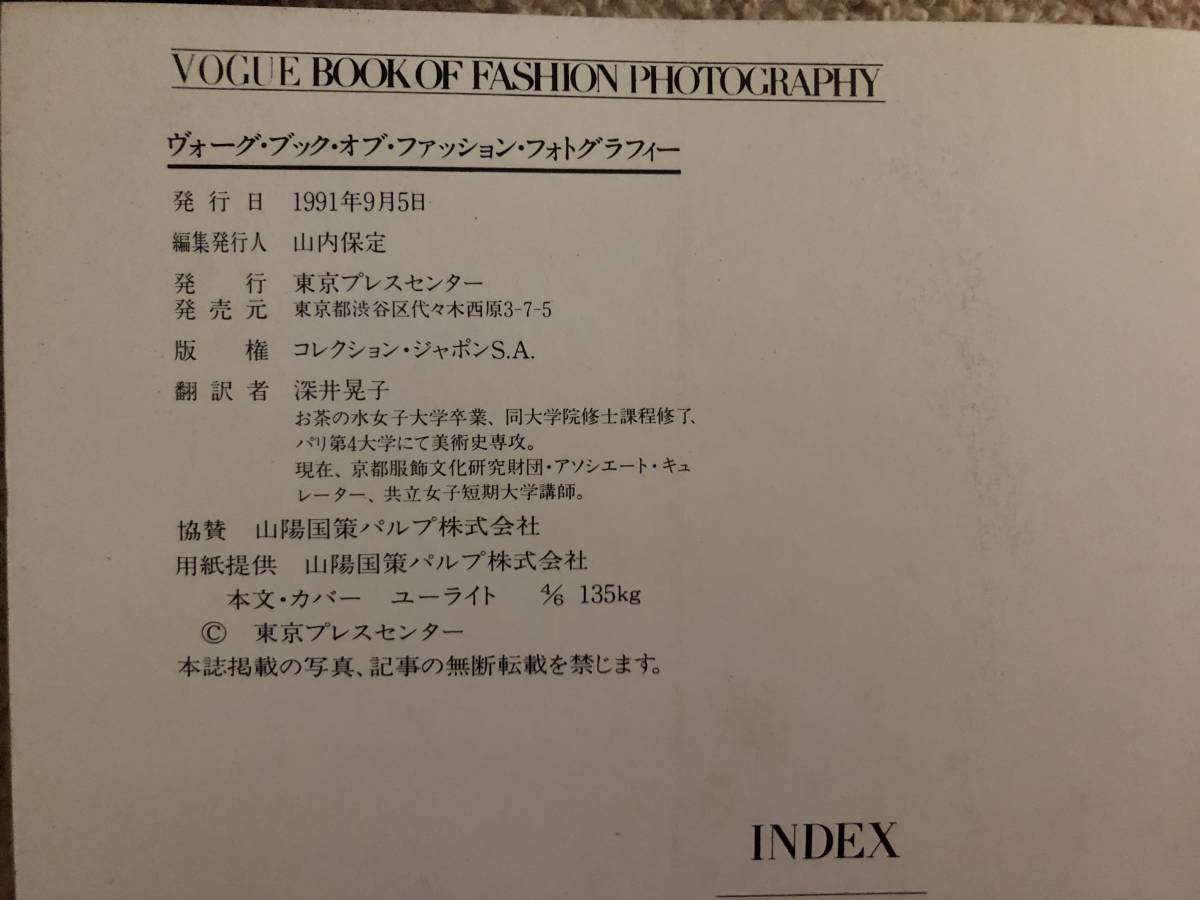 VOGUE BOOK OF FASHION PHOTOGRAPHY
ヴォーグ・ブック・オブ・ファッション・フォトグラフィー
発行日 1991年9月5日
編集発行人 山内保定
発行 東京プレスセンター
発売元 東京都渋谷区代々木西原3-7-5
版権 コレクション・ジャポンS.A.
翻訳者 深井晃子
お茶の水女子大学卒業、同大学院修士課程修了、
パリ第4大学にて美術史専攻。
現在、京都服飾文化研究財団・アソシエート・キュ
レーター、共立女子短期大学講師。
協賛 山陽国策パルプ株式会社
用紙提供 山陽国策パルプ株式会社
本文・カバー ユーライト 4/6 135kg
© 東京プレスセンター
本誌掲載の写真、記事の無断転載を禁じます。
INDEX